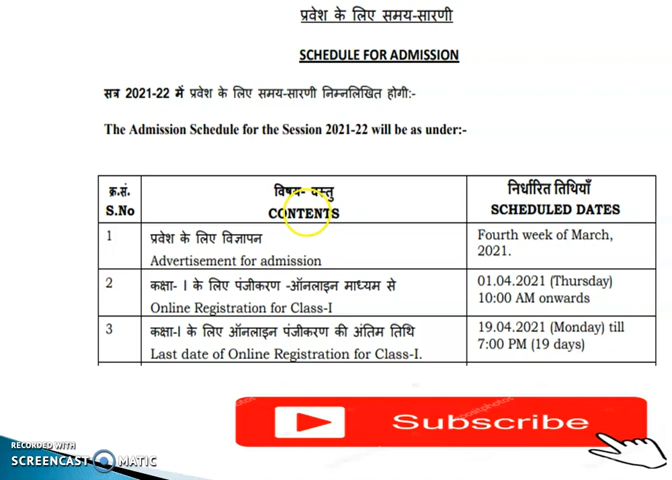 प्रवेश के लिए समय-सारणी
SCHEDULE FOR ADMISSION
सत्र 2021-22 में प्रवेश के लिए समय-सारणी निम्नलिखित होगी:-
The Admission Schedule for the Session 2021-22 will be as under:-
क्र.सं.
S.No
विषय- वस्तु
CONTENTS
निर्धारित तिथियाँ
SCHEDULED DATES
1
प्रवेश के लिए विज्ञापन
Advertisement for admission
Fourth week of March,
2021.
2
कक्षा- I के लिए पंजीकरण -ऑनलाइन माध्यम से
Online Registration for Class-I
01.04.2021 (Thursday)
10:00 AM onwards
3
कक्षा-I के लिए ऑनलाइन पंजीकरण की अंतिम तिथि
Last date of Online Registration for Class-I.
19.04.2021 (Monday) till
7:00 PM (19 days)
Subscribe
RECORDED WITH
SCREENCAST MATIC